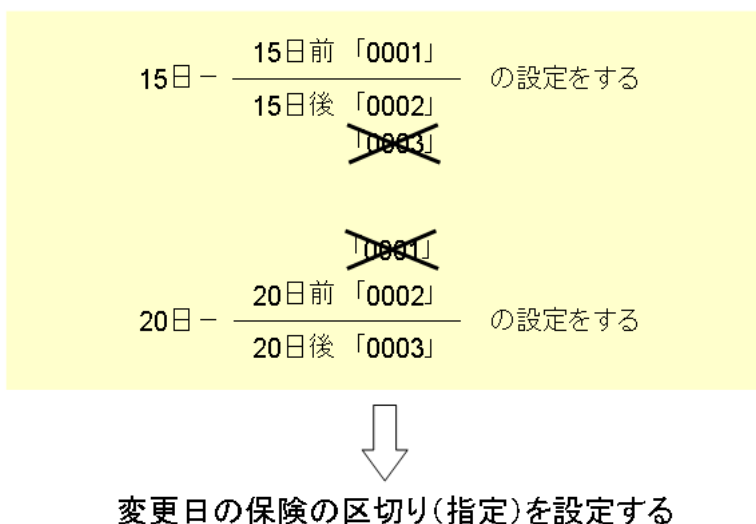 15日前 「0001」
15日－ の設定をする
15日後 「0002」
「0003」
「0001」
20日前 「0002」
20日－ の設定をする
20日後 「0003」
変更日の保険の区切り(指定)を設定する